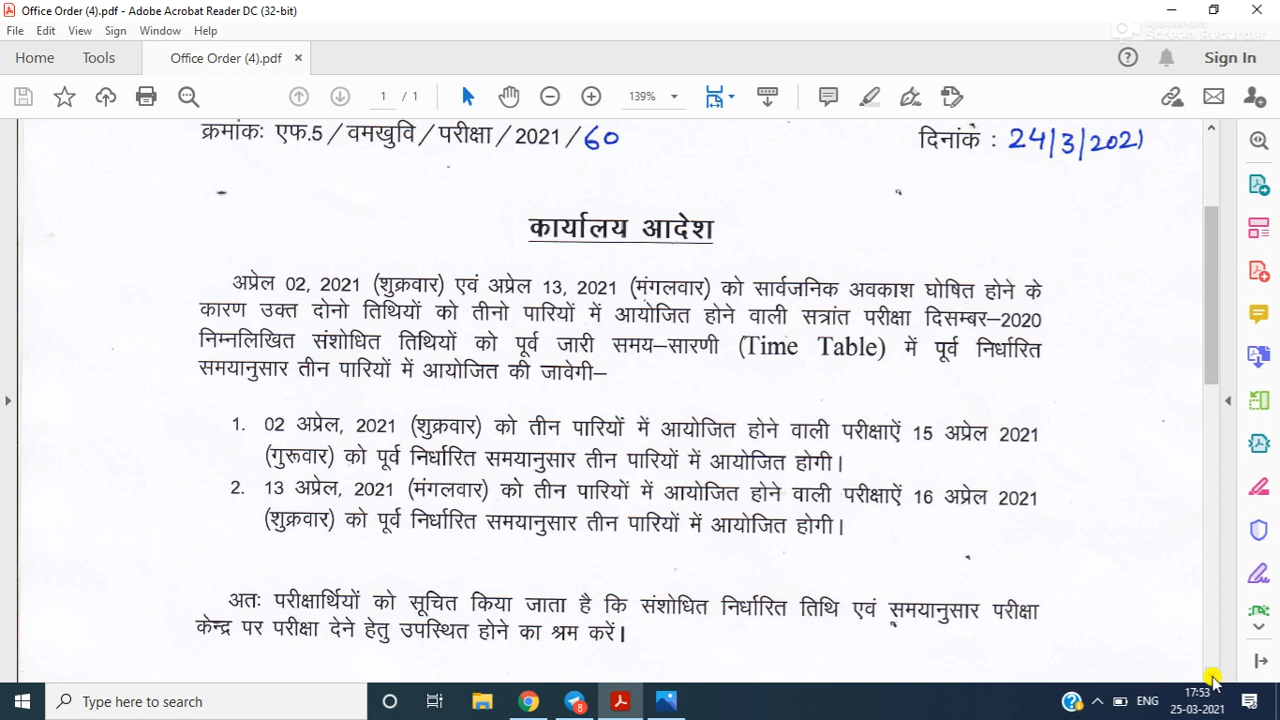 Office Order (4).pdf - Adobe Acrobat Reader DC (32-bit)
File Edit View Sign Window Help
Screen Recorder
Home Tools Office Order (4).pdf × Sign In
1 / 1 139%
क्रमांकः एफ.5/वमखुवि/परीक्षा/2021/60 दिनांक : 24/3/2021
कार्यालय आदेश
अप्रेल 02, 2021 (शुक्रवार) एवं अप्रेल 13, 2021 (मंगलवार) को सार्वजनिक अवकाश घोषित होने के
कारण उक्त दोनो तिथियों को तीनो पारियों में आयोजित होने वाली सत्रांत परीक्षा दिसम्बर–2020
निम्नलिखित संशोधित तिथियों को पूर्व जारी समय–सारणी (Time Table) में पूर्व निर्धारित
समयानुसार तीन पारियों में आयोजित की जावेगी–
1. 02 अप्रेल, 2021 (शुक्रवार) को तीन पारियों में आयोजित होने वाली परीक्षाऐं 15 अप्रेल 2021
(गुरूवार) को पूर्व निर्धारित समयानुसार तीन पारियों में आयोजित होगी।
2. 13 अप्रेल, 2021 (मंगलवार) को तीन पारियों में आयोजित होने वाली परीक्षाऐं 16 अप्रेल 2021
(शुक्रवार) को पूर्व निर्धारित समयानुसार तीन पारियों में आयोजित होगी।
अतः परीक्षार्थियों को सूचित किया जाता है कि संशोधित निर्धारित तिथि एवं समयानुसार परीक्षा
केन्द्र पर परीक्षा देने हेतु उपस्थित होने का श्रम करें।
Type here to search 8 ENG 17:53
25-03-2021